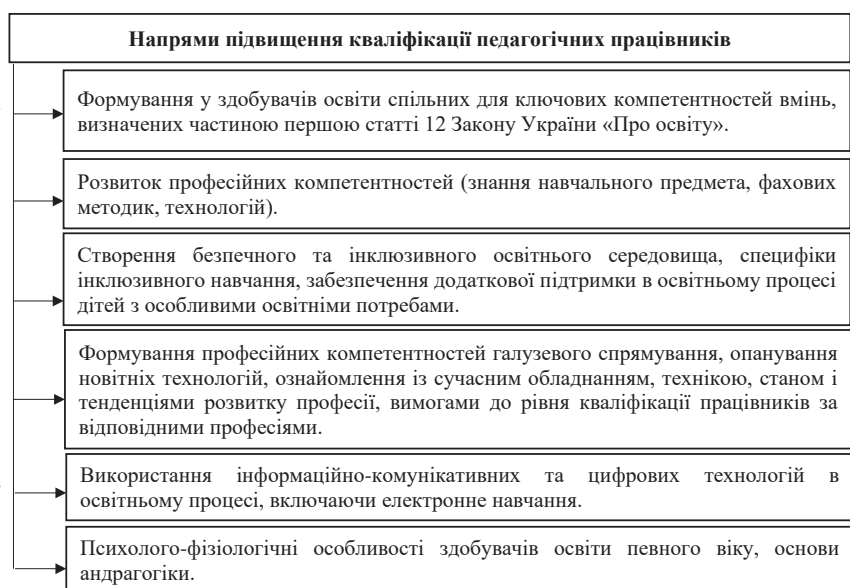 Напрями підвищення кваліфікації педагогічних працівників
Формування у здобувачів освіти спільних для ключових компетентностей вмінь,
визначених частиною першою статті 12 Закону України «Про освіту».
Розвиток професійних компетентностей (знання навчального предмета, фахових
методик, технологій).
Створення безпечного та інклюзивного освітнього середовища, специфіки
інклюзивного навчання, забезпечення додаткової підтримки в освітньому процесі
дітей з особливими освітніми потребами.
Формування професійних компетентностей галузевого спрямування, опанування
новітніх технологій, ознайомлення із сучасним обладнанням, технікою, станом і
тенденціями розвитку професії, вимогами до рівня кваліфікації працівників за
відповідними професіями.
Використання інформаційно-комунікативних та цифрових технологій в
освітньому процесі, включаючи електронне навчання.
Психолого-фізіологічні особливості здобувачів освіти певного віку, основи
андрагогіки.